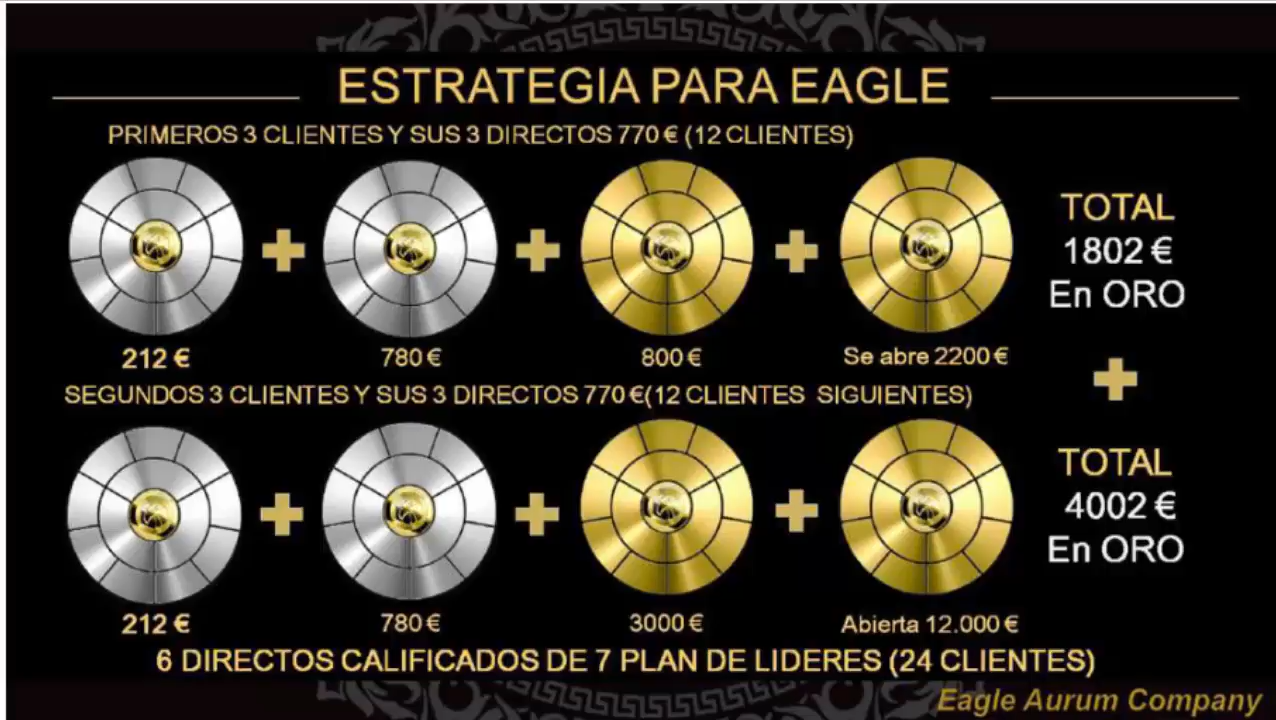 ESTRATEGIA PARA EAGLE
PRIMEROS 3 CLIENTES Y SUS 3 DIRECTOS 770 € (12 CLIENTES)
212 €
780 €
800 €
Se abre 2200 €
TOTAL
1802 €
En ORO
SEGUNDOS 3 CLIENTES Y SUS 3 DIRECTOS 770 €(12 CLIENTES SIGUIENTES)
212 €
780 €
3000 €
Abierta 12.000 €
TOTAL
4002 €
En ORO
6 DIRECTOS CALIFICADOS DE 7 PLAN DE LIDERES (24 CLIENTES)
Eagle Aurum Company